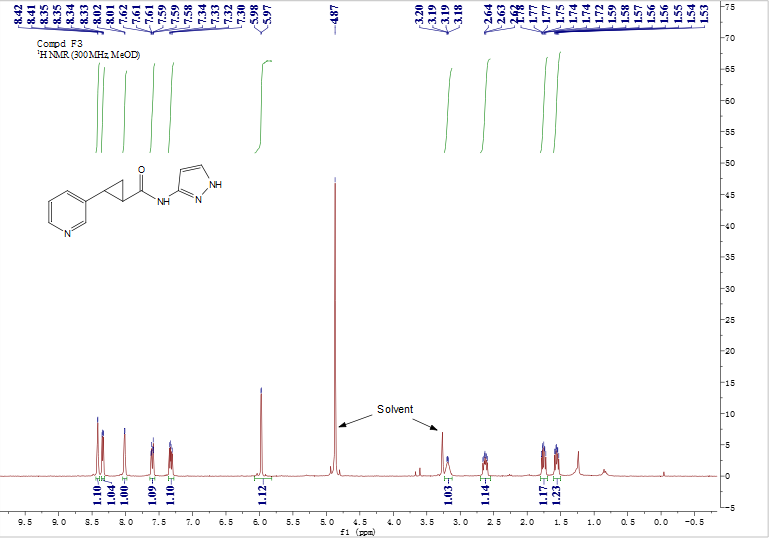 8.42 8.41 8.35 8.35 8.34 8.33 8.02 8.01 7.62 7.61 7.61 7.59 7.59 7.58 7.34 7.33 7.32 7.30 5.98 5.97 4.87 3.20 3.19 3.19 3.18 2.64 2.63 2.62 1.78 1.77 1.77 1.75 1.74 1.74 1.72 1.59 1.58 1.57 1.56 1.56 1.55 1.54 1.53
Compd F3
¹H NMR (300MHz, MeOD)
O
NH
N
NH
N
Solvent
75
70
65
60
55
50
45
40
35
30
25
20
15
10
5
0
-5
1.10 1.04 1.00 1.09 1.10 1.12 1.03 1.14 1.17 1.23
9.5 9.0 8.5 8.0 7.5 7.0 6.5 6.0 5.5 5.0 4.5 4.0 3.5 3.0 2.5 2.0 1.5 1.0 0.5 0.0 -0.5
f1 (ppm)